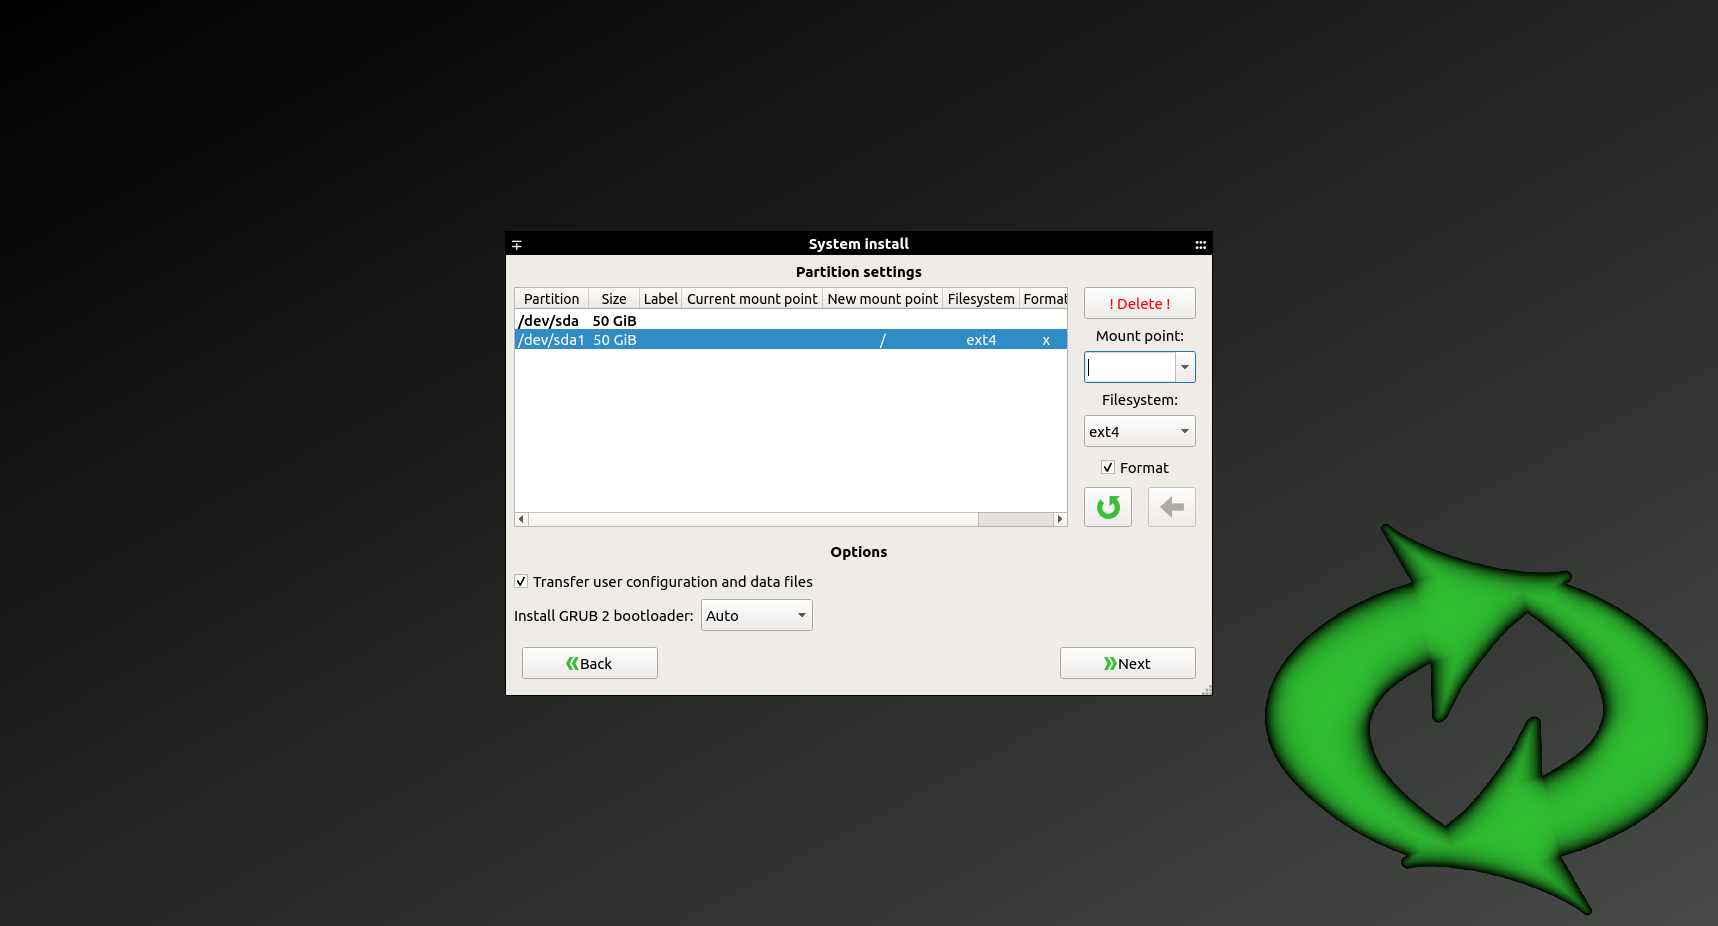 System install
Partition settings
Partition Size Label Current mount point New mount point Filesystem Format
/dev/sda 50 GiB
/dev/sda1 50 GiB / ext4 x
! Delete !
Mount point:
Filesystem:
ext4
Format
Options
Transfer user configuration and data files
Install GRUB 2 bootloader: Auto
Back
Next